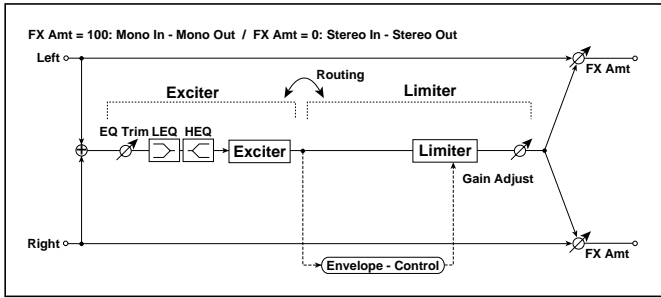 FX Amt = 100: Mono In - Mono Out / FX Amt = 0: Stereo In - Stereo Out
Left
FX Amt
Routing
Exciter
Limiter
EQ Trim
LEQ
HEQ
Exciter
Limiter
Gain Adjust
Right
FX Amt
Envelope - Control